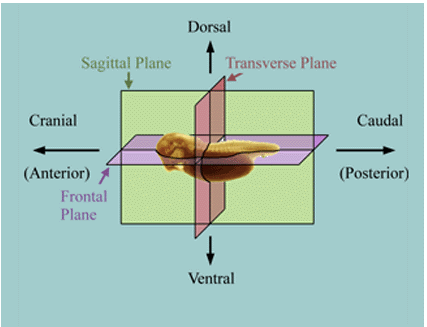 Dorsal
Sagittal Plane
Transverse Plane
Cranial
Caudal
(Anterior)
(Posterior)
Frontal
Plane
Ventral